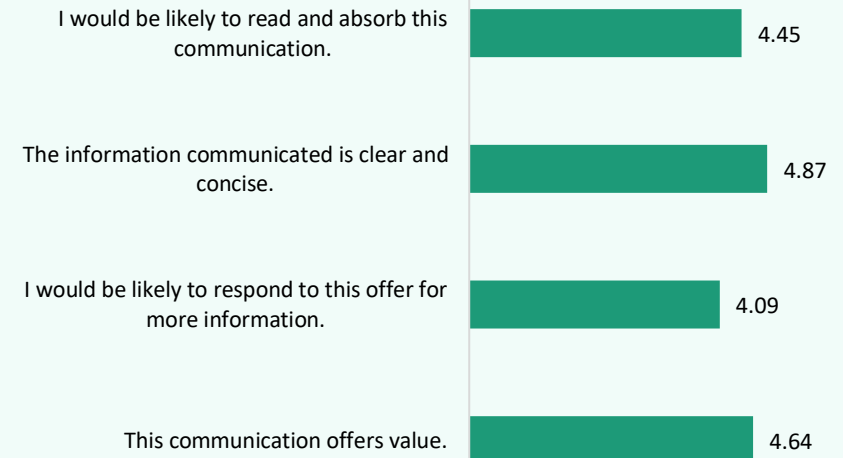 I would be likely to read and absorb this
communication.
4.45
The information communicated is clear and
concise.
4.87
I would be likely to respond to this offer for
more information.
4.09
This communication offers value.
4.64